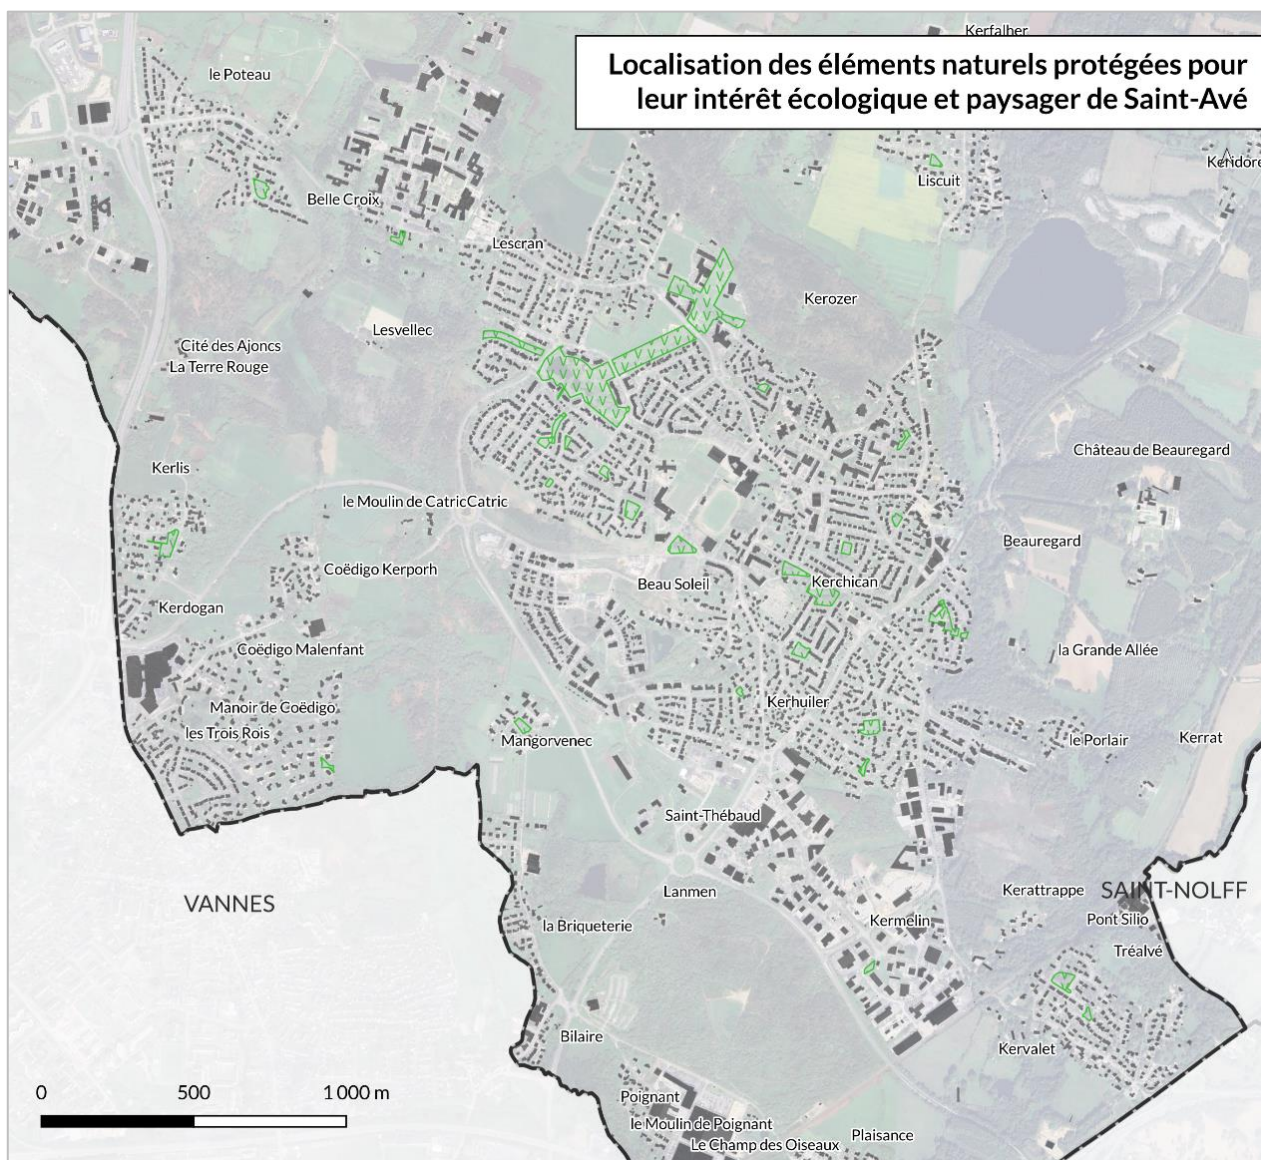 Kerfalher
Localisation des éléments naturels protégées pour
leur intérêt écologique et paysager de Saint-Avé
le Poteau
Liscuit
Belle Croix
Lescran
Kerozer
Lesvellec
Cité des Ajoncs
La Terre Rouge
Château de Beauregard
Kerlis
le Moulin de CatricCatric
Beauregard
Coëdigo Kerporh
Beau Soleil
Kerchican
Kerdogan
Coëdigo Malenfant
la Grande Allée
Manoir de Coëdigo
Kerhuiler
les Trois Rois
Mangorvenec
le Porlair
Kerrat
Saint-Thébaud
Lanmen
Kerattrappe
SAINT-NOLFF
VANNES
la Briqueterie
Kermelin
Pont Silio
Tréalvé
Bilaire
Kervalet
0 500 1 000 m
Poignant
le Moulin de Poignant
Le Champ des Oiseaux
Plaisance